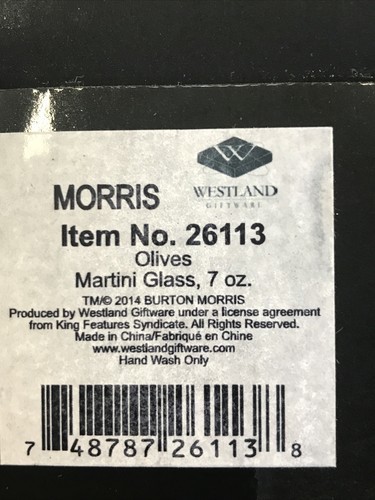 MORRIS
WESTLAND
GIFTWARE
Item No. 26113
Olives
Martini Glass, 7 oz.
TM/© 2014 BURTON MORRIS
Produced by Westland Giftware under a license agreement
from King Features Syndicate. All Rights Reserved.
Made in China/Fabriqué en Chine
www.westlandgiftware.com
Hand Wash Only
7 48787 26113 8